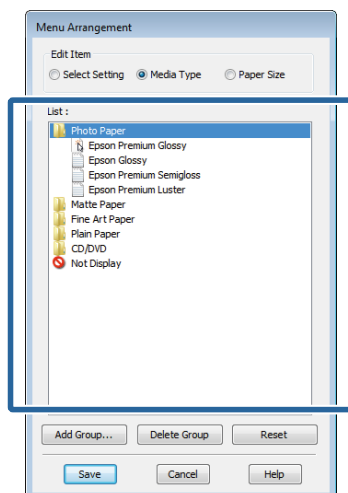 Menu Arrangement
Edit Item
Select Setting Media Type Paper Size
List :
Photo Paper
Epson Premium Glossy
Epson Glossy
Epson Premium Semigloss
Epson Premium Luster
Matte Paper
Fine Art Paper
Plain Paper
CD/DVD
Not Display
Add Group... Delete Group Reset
Save Cancel Help